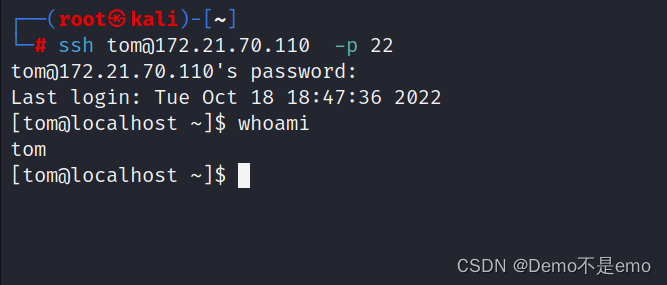 ┌──(root㉿kali)-[~]
└─# ssh tom@172.21.70.110  -p 22
tom@172.21.70.110's password:
Last login: Tue Oct 18 18:47:36 2022
[tom@localhost ~]$ whoami
tom
[tom@localhost ~]$
CSDN @Demo不是emo